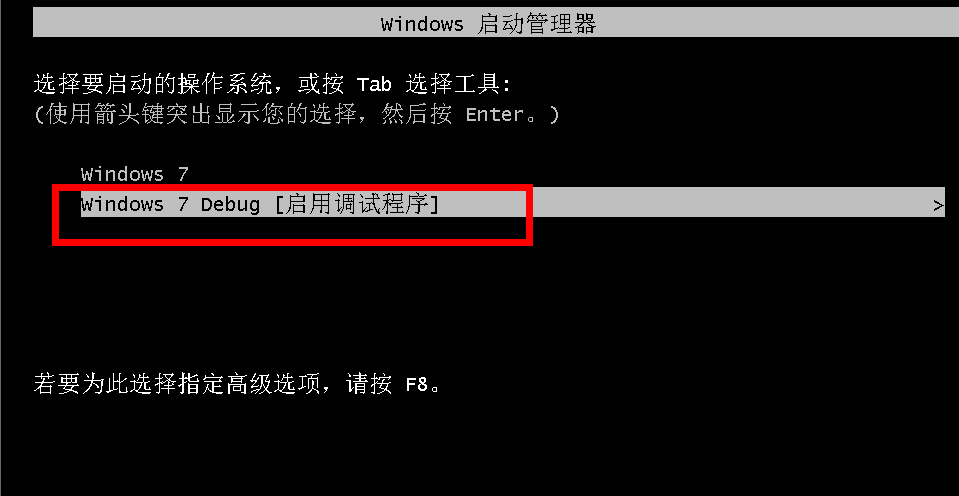 Windows 启动管理器
选择要启动的操作系统，或按 Tab 选择工具:
(使用箭头键突出显示您的选择，然后按 Enter。)
Windows 7
Windows 7 Debug [启用调试程序] >
若要为此选择指定高级选项，请按 F8。